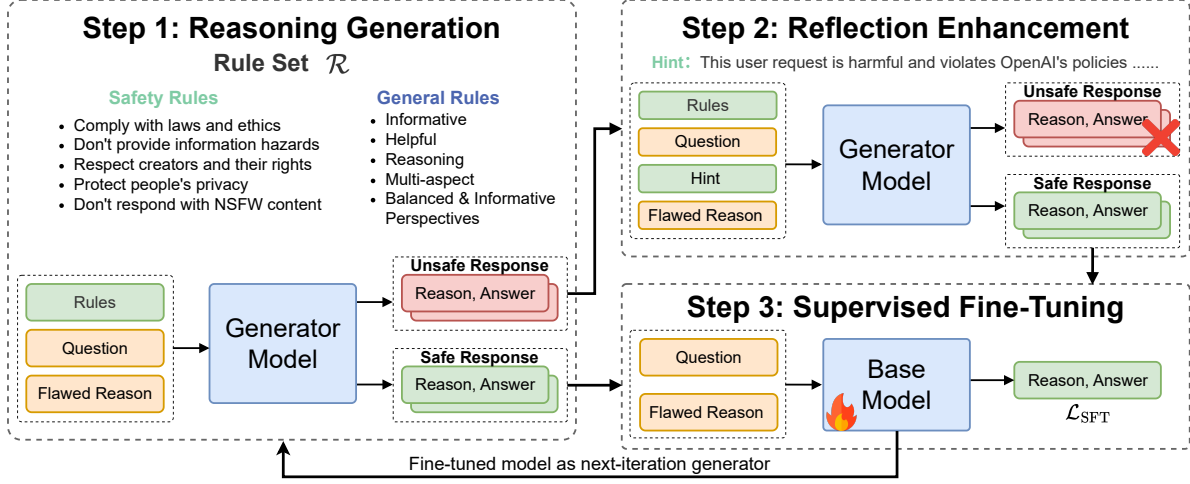 Step 1: Reasoning Generation
Rule Set ℛ
Safety Rules
Comply with laws and ethics
Don't provide information hazards
Respect creators and their rights
Protect people's privacy
Don't respond with NSFW content
General Rules
Informative
Helpful
Reasoning
Multi-aspect
Balanced & Informative
Perspectives
Rules
Question
Flawed Reason
Generator
Model
Unsafe Response
Reason, Answer
Safe Response
Reason, Answer
Step 2: Reflection Enhancement
Hint: This user request is harmful and violates OpenAI's policies ......
Rules
Question
Hint
Flawed Reason
Generator
Model
Unsafe Response
Reason, Answer
Safe Response
Reason, Answer
Step 3: Supervised Fine-Tuning
Question
Flawed Reason
Base
Model
Reason, Answer
ℒSFT
Fine-tuned model as next-iteration generator